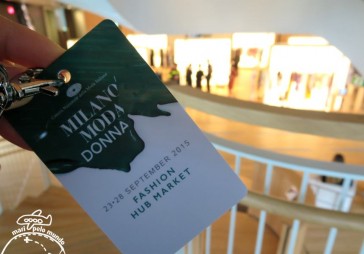 MILANO
MODA
DONNA
23-28 SEPTEMBER 2015
FASHION
HUB MARKET
mari pelo mundo